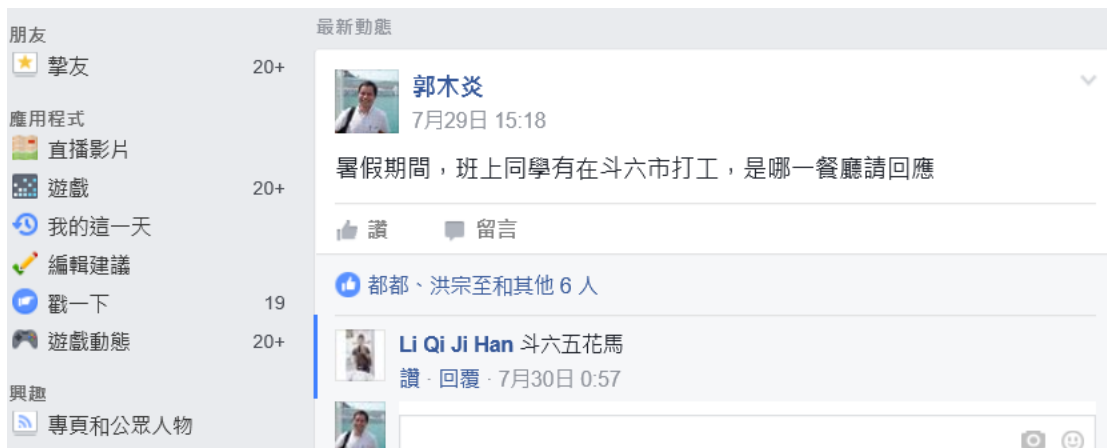 朋友
摯友 20+
應用程式
直播影片
遊戲 20+
我的這一天
編輯建議
戳一下 19
遊戲動態 20+
興趣
專頁和公眾人物
最新動態
郭木炎
7月29日 15:18
暑假期間，班上同學有在斗六市打工，是哪一餐廳請回應
讚 留言
都都、洪宗至和其他 6 人
Li Qi Ji Han 斗六五花馬
讚 · 回覆 · 7月30日 0:57